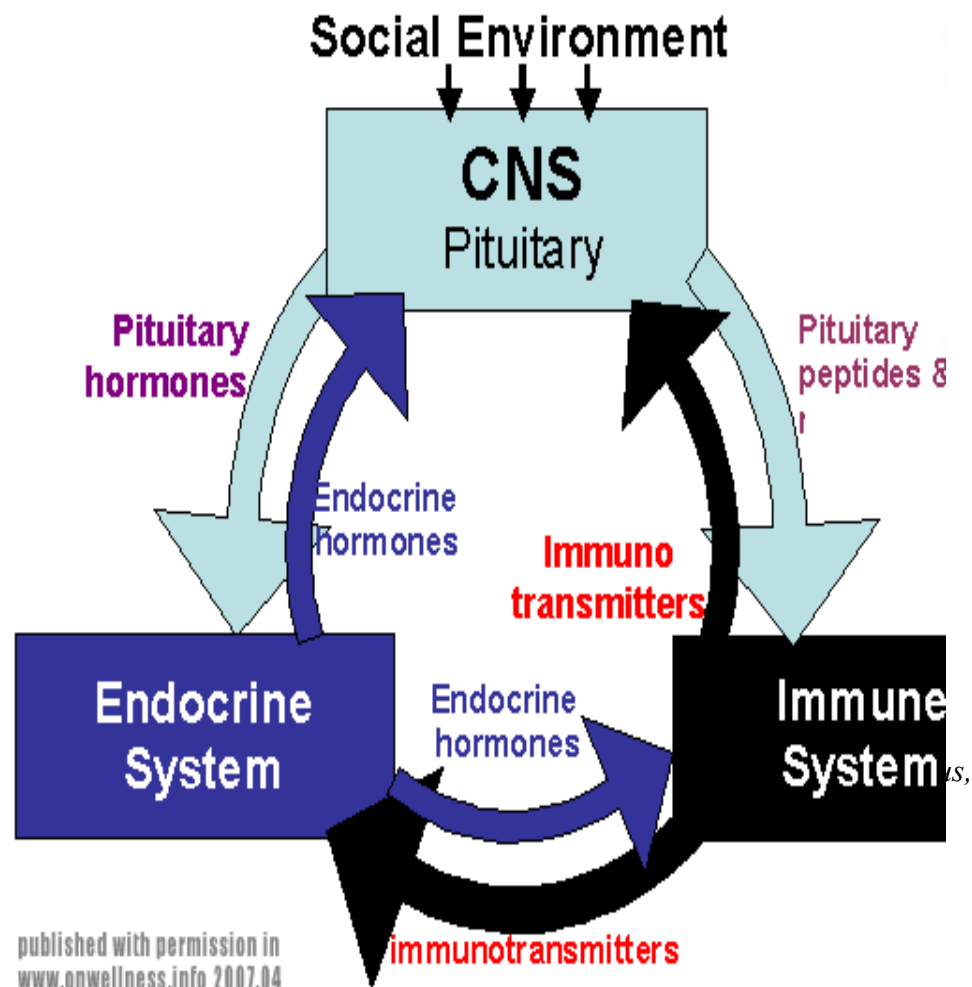 Social Environment
CNS
Pituitary
Pituitary
hormones
Pituitary
peptides &
Endocrine
hormones
Immuno
transmitters
Endocrine
System
Endocrine
hormones
Immune
System
immunotransmitters
published with permission in
www.onwellness.info 2007.04